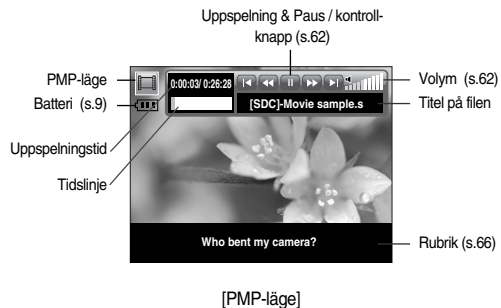 Uppspelning & Paus / kontroll-
knapp (s.62)
PMP-läge
0:00:03/ 0:26:28
Volym (s.62)
Batteri (s.9)
[SDC]-Movie sample.s
Titel på filen
Uppspelningstid
Tidslinje
Who bent my camera?
Rubrik (s.66)
[PMP-läge]